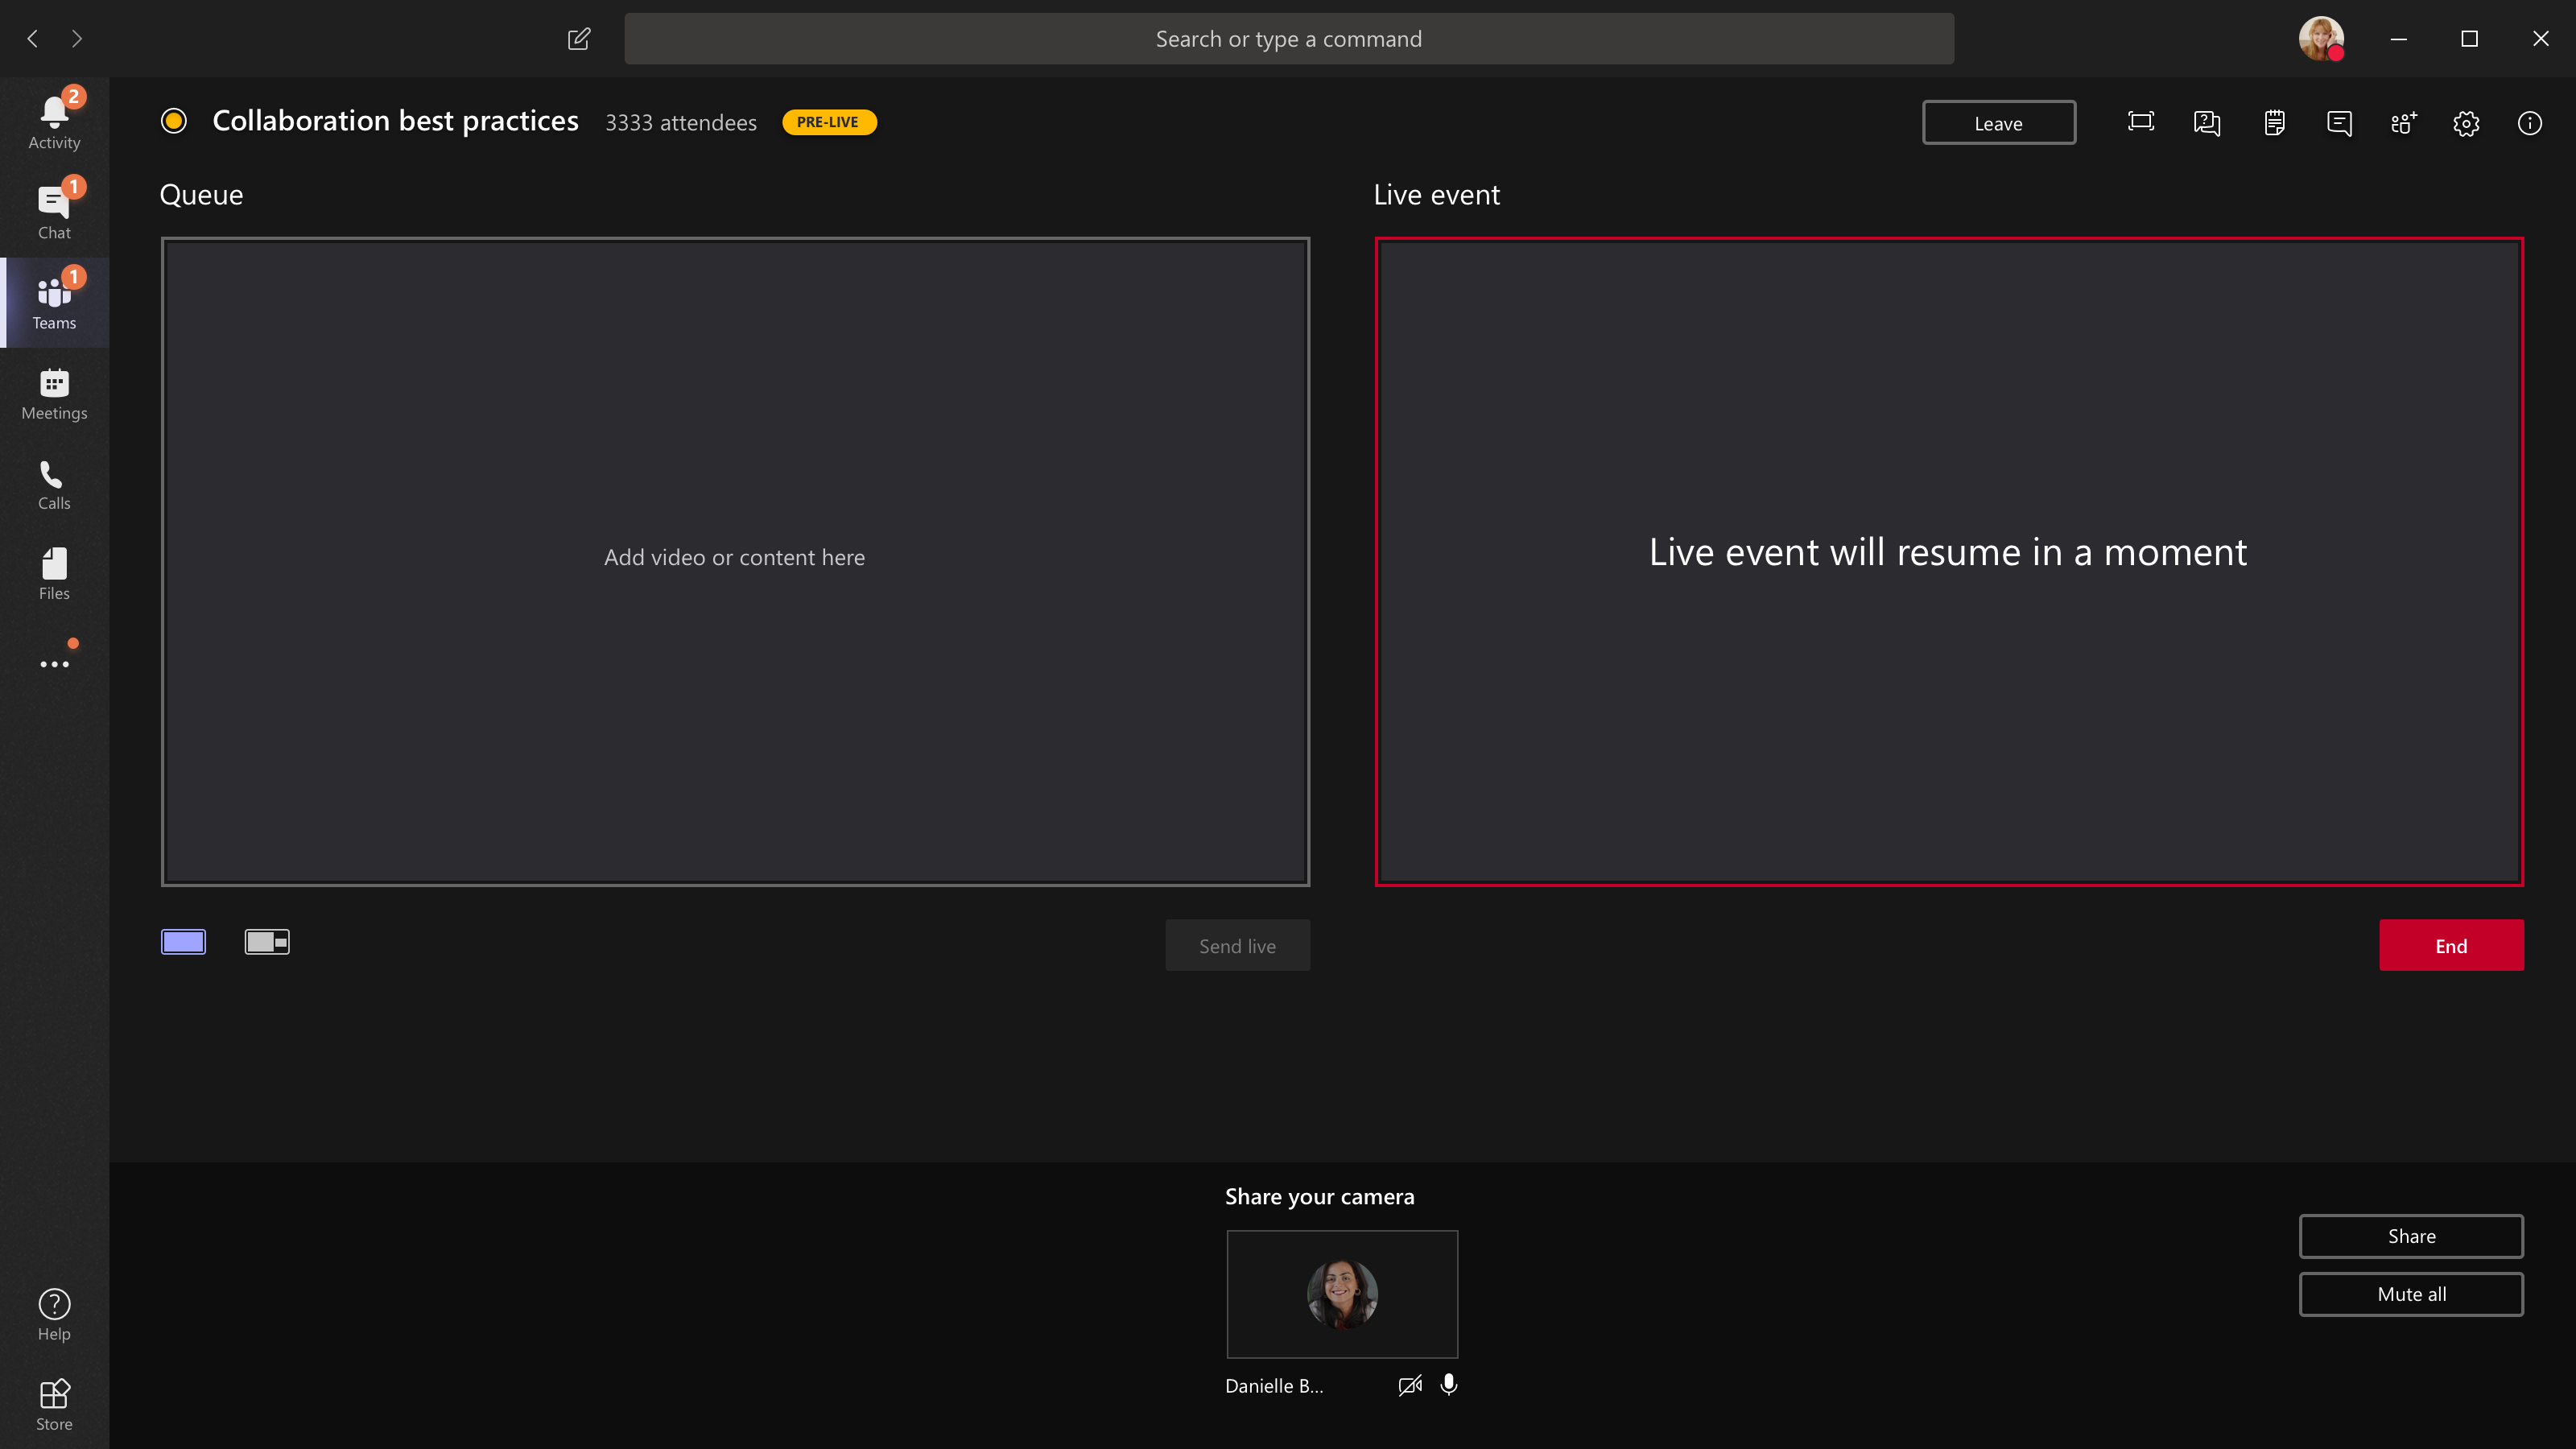 Search or type a command
2
Activity
1
Chat
1
Teams
Meetings
Calls
Files
Help
Store
Collaboration best practices 3333 attendees PRE-LIVE
Leave
Queue
Live event
Add video or content here
Live event will resume in a moment
Send live
End
Share your camera
Danielle B...
Share
Mute all